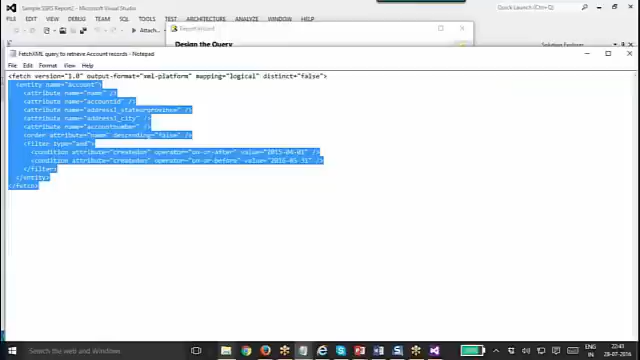 Sample SSRS Report2 - Microsoft Visual Studio
Quick Launch (Ctrl+Q)
FILE EDIT
TEAM SQL TOOLS TEST ARCHITECTURE ANALYZE WINDOW HELP
Report Wizard
Attach...
Design the Query
Solution Explorer
FetchXML query to retrieve Account records - Notepad
File Edit Format View Help
<fetch version="1.0" output-format="xml-platform" mapping="logical" distinct="false">
<entity name="account">
<attribute name="name" />
<attribute name="accountid" />
<attribute name="address1_stateorprovince" />
<attribute name="address1_city" />
<attribute name="accountnumber" />
<order attribute="name" descending="false" />
<filter type="and">
<condition attribute="createdon" operator="on-or-after" value="2015-04-01" />
<condition attribute="createdon" operator="on-or-before" value="2016-05-31" />
</filter>
</entity>
</fetch>
Search the web and Windows
ENG
IN
22:41
28-07-2016